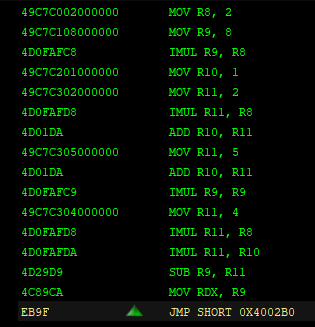 49C7C002000000 MOV R8, 2
49C7C108000000 MOV R9, 8
4D0FAFC8 IMUL R9, R8
49C7C201000000 MOV R10, 1
49C7C302000000 MOV R11, 2
4D0FAFD8 IMUL R11, R8
4D01DA ADD R10, R11
49C7C305000000 MOV R11, 5
4D01DA ADD R10, R11
4D0FAFC9 IMUL R9, R9
49C7C304000000 MOV R11, 4
4D0FAFD8 IMUL R11, R8
4D0FAFDA IMUL R11, R10
4D29D9 SUB R9, R11
4C89CA MOV RDX, R9
EB9F JMP SHORT 0X4002B0